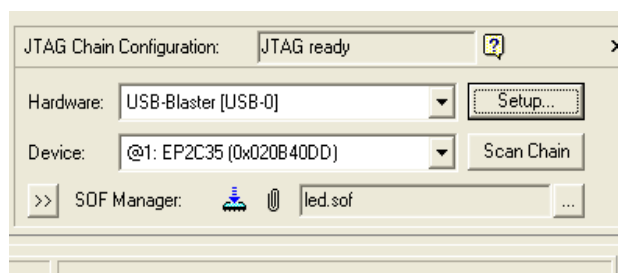 JTAG Chain Configuration: JTAG ready
Hardware: USB-Blaster [USB-0] Setup...
Device: @1: EP2C35 (0x020B40DD) Scan Chain
>> SOF Manager: led.sof ...